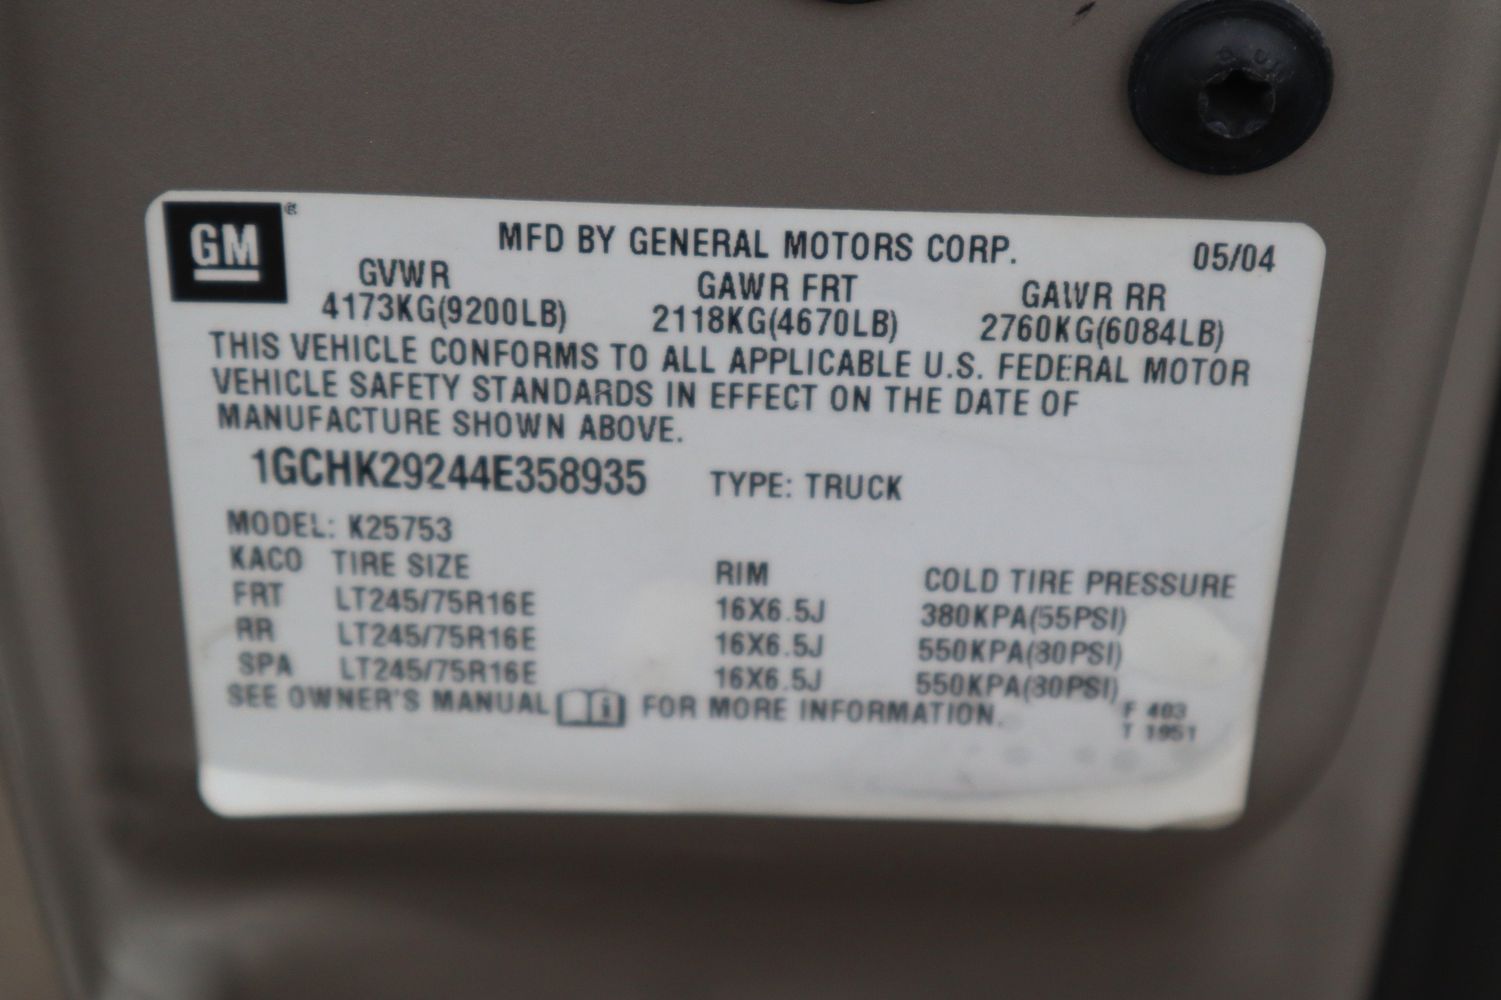 GM ®
MFD BY GENERAL MOTORS CORP. 05/04
GVWR GAWR FRT GAWR RR
4173KG(9200LB) 2118KG(4670LB) 2760KG(6084LB)
THIS VEHICLE CONFORMS TO ALL APPLICABLE U.S. FEDERAL MOTOR
VEHICLE SAFETY STANDARDS IN EFFECT ON THE DATE OF
MANUFACTURE SHOWN ABOVE.
1GCHK29244E358935 TYPE: TRUCK
MODEL: K25753
KACO TIRE SIZE RIM COLD TIRE PRESSURE
FRT LT245/75R16E 16X6.5J 380KPA(55PSI)
RR LT245/75R16E 16X6.5J 550KPA(80PSI)
SPA LT245/75R16E 16X6.5J 550KPA(80PSI)
SEE OWNER'S MANUAL FOR MORE INFORMATION.
F 403
T 1951